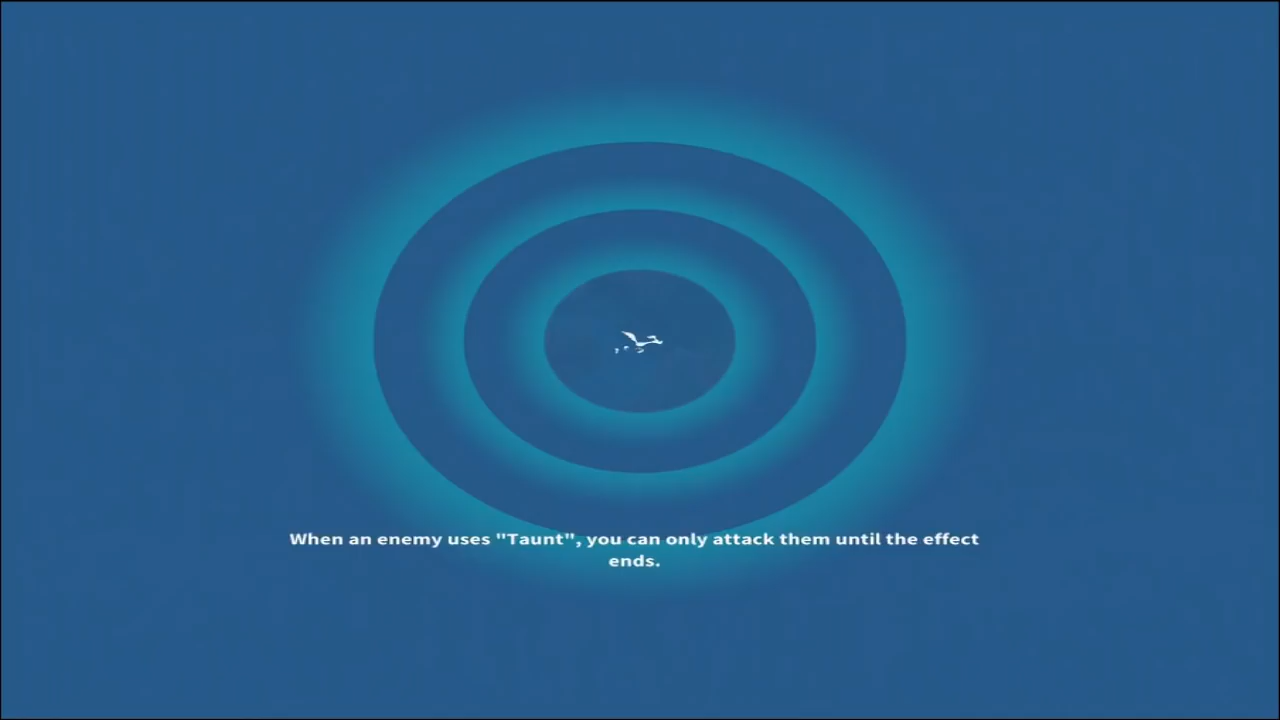 When an enemy uses "Taunt", you can only attack them until the effect
ends.